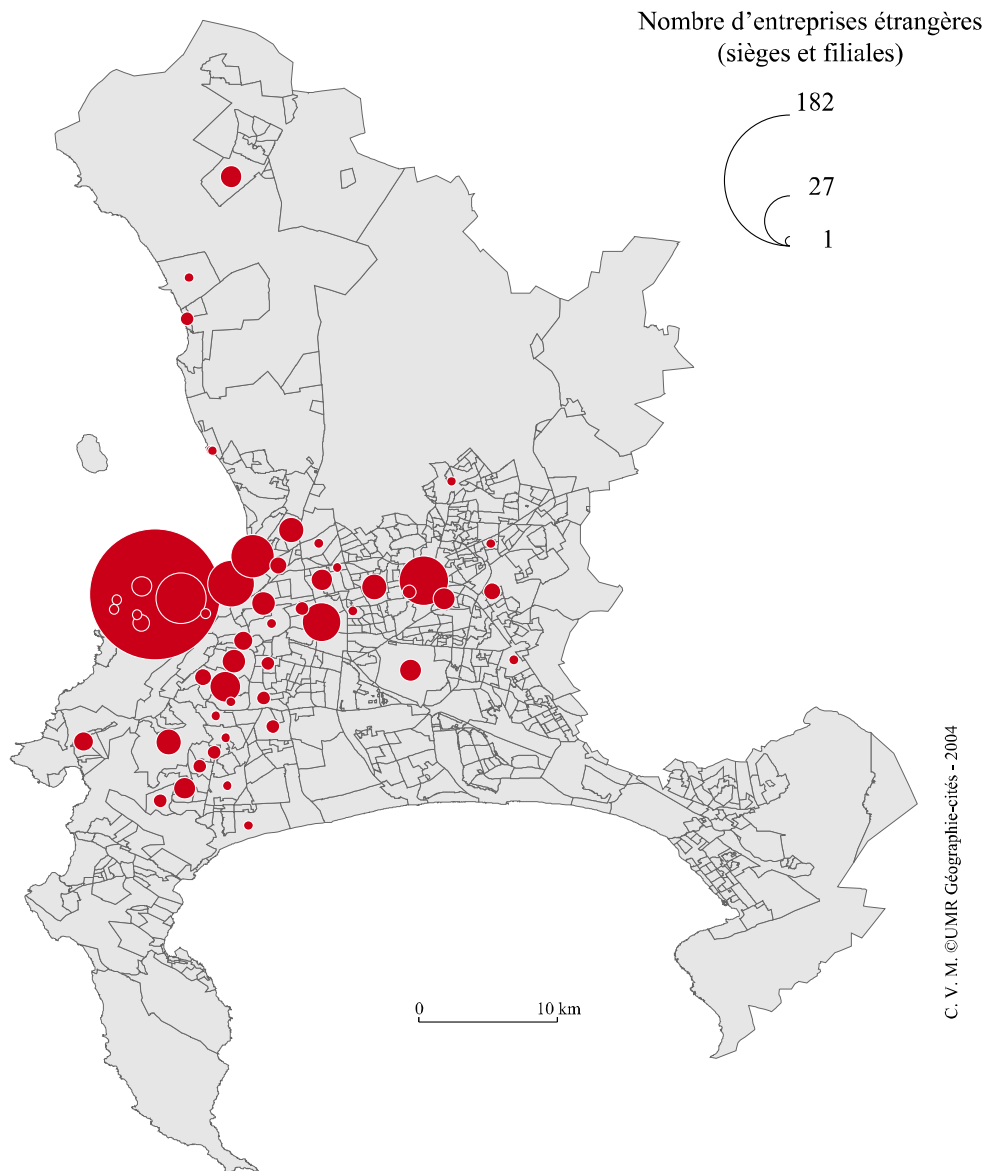 Nombre d’entreprises étrangères
(sièges et filiales)
182
27
1
C. V. M. ©UMR Géographie-cités - 2004
0 10 km